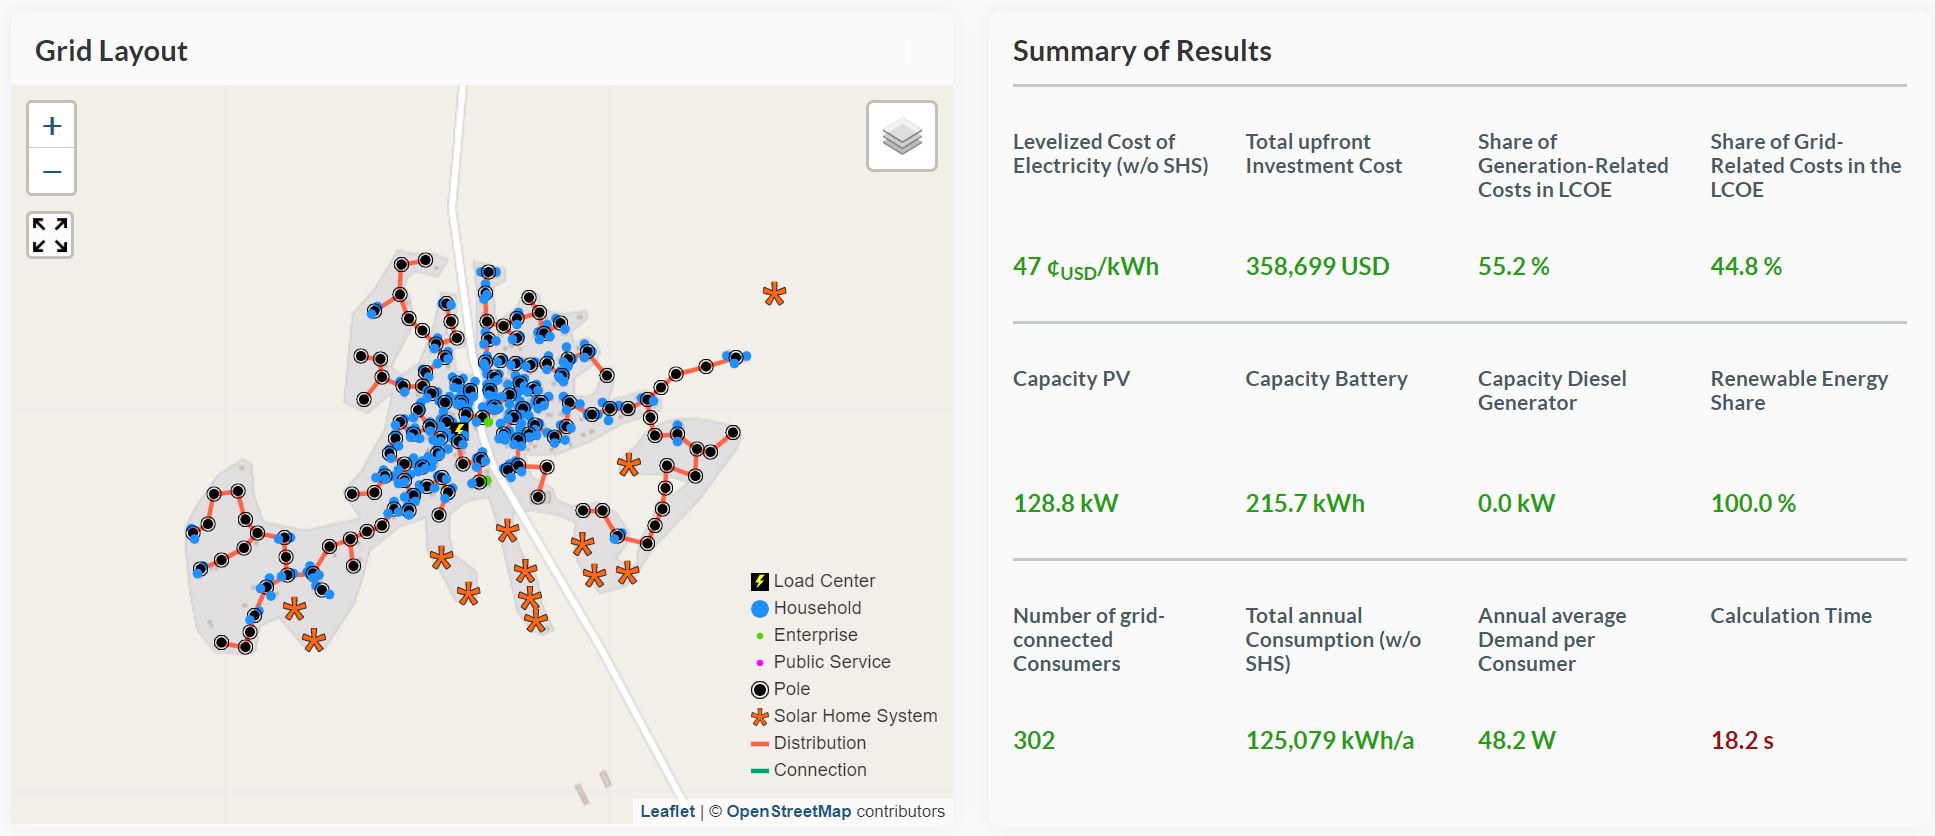 Grid Layout
+
−
Load Center
Household
Enterprise
Public Service
Pole
Solar Home System
Distribution
Connection
Leaflet | © OpenStreetMap contributors
Summary of Results
Levelized Cost of
Electricity (w/o SHS)
47 ¢USD/kWh
Total upfront
Investment Cost
358,699 USD
Share of
Generation-Related
Costs in LCOE
55.2 %
Share of Grid-
Related Costs in the
LCOE
44.8 %
Capacity PV
128.8 kW
Capacity Battery
215.7 kWh
Capacity Diesel
Generator
0.0 kW
Renewable Energy
Share
100.0 %
Number of grid-
connected
Consumers
302
Total annual
Consumption (w/o
SHS)
125,079 kWh/a
Annual average
Demand per
Consumer
48.2 W
Calculation Time
18.2 s